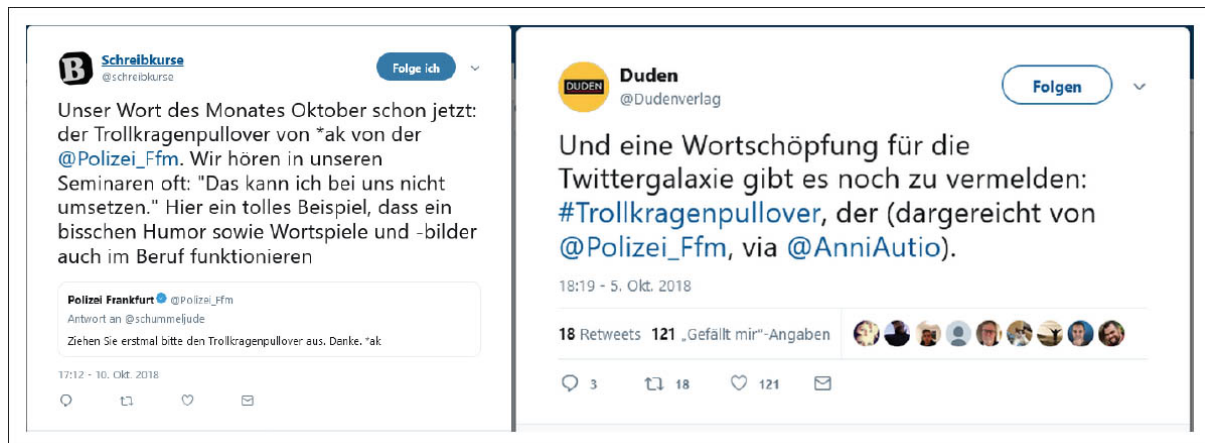 B
Schreibkurse
@schreibkurse
Folge ich
Unser Wort des Monates Oktober schon jetzt:
der Trollkragenpullover von *ak von der
@Polizei_Ffm. Wir hören in unseren
Seminaren oft: "Das kann ich bei uns nicht
umsetzen." Hier ein tolles Beispiel, dass ein
bisschen Humor sowie Wortspiele und -bilder
auch im Beruf funktionieren
Polizei Frankfurt @Polizei_Ffm
Antwort an @schummeljude
Ziehen Sie erstmal bitte den Trollkragenpullover aus. Danke. *ak
17:12 - 10. Okt. 2018
DUDEN
Duden
@Dudenverlag
Folgen
Und eine Wortschöpfung für die
Twittergalaxie gibt es noch zu vermelden:
#Trollkragenpullover, der (dargereicht von
@Polizei_Ffm, via @AnniAutio).
18:19 - 5. Okt. 2018
18 Retweets 121 „Gefällt mir“-Angaben
3 18 121